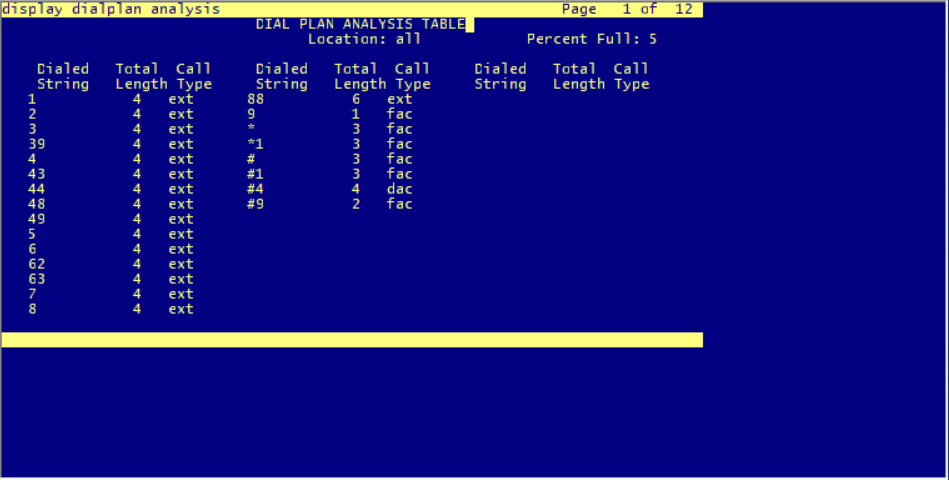 display dialplan analysis Page 1 of 12
DIAL PLAN ANALYSIS TABLE
Location: all Percent Full: 5
Dialed Total Call Dialed Total Call Dialed Total Call
String Length Type String Length Type String Length Type
1 4 ext 88 6 ext
2 4 ext 9 1 fac
3 4 ext * 3 fac
39 4 ext *1 3 fac
4 4 ext # 3 fac
43 4 ext #1 3 fac
44 4 ext #4 4 dac
48 4 ext #9 2 fac
49 4 ext
5 4 ext
6 4 ext
62 4 ext
63 4 ext
7 4 ext
8 4 ext